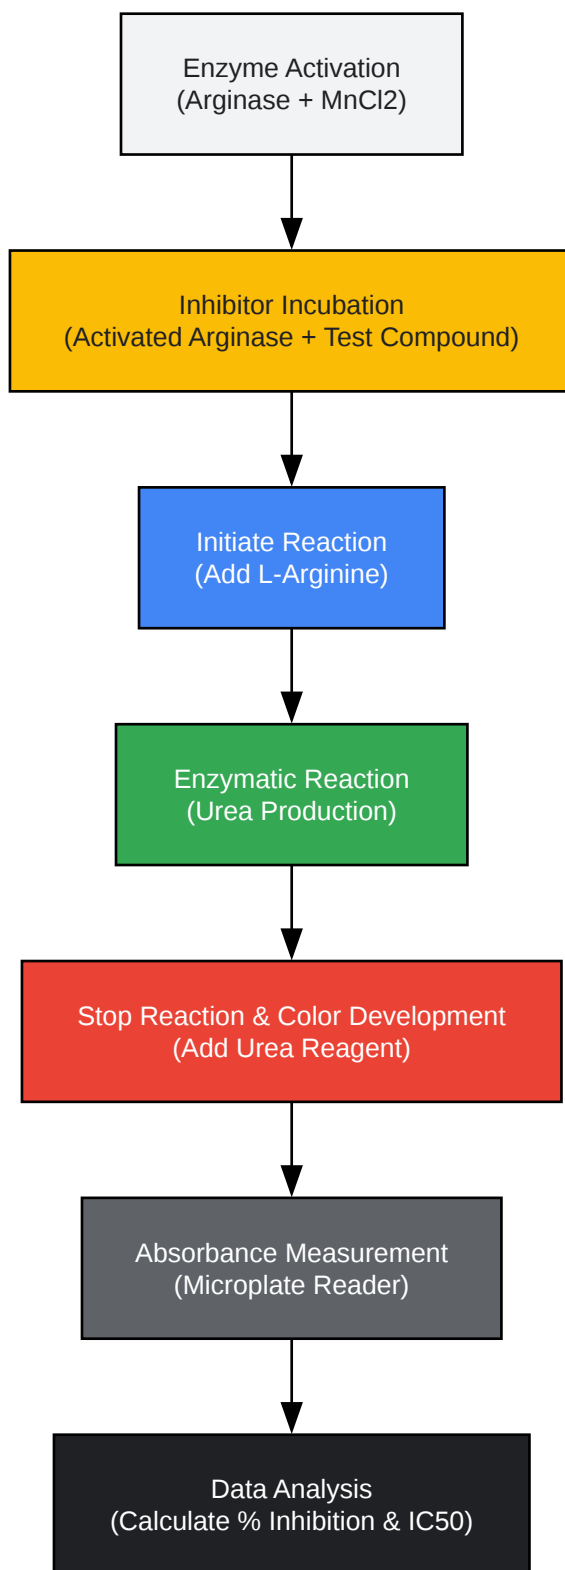 Enzyme Activation
(Arginase + MnCl2)
Inhibitor Incubation
(Activated Arginase + Test Compound)
Initiate Reaction
(Add L-Arginine)
Enzymatic Reaction
(Urea Production)
Stop Reaction & Color Development
(Add Urea Reagent)
Absorbance Measurement
(Microplate Reader)
Data Analysis
(Calculate % Inhibition & IC50)